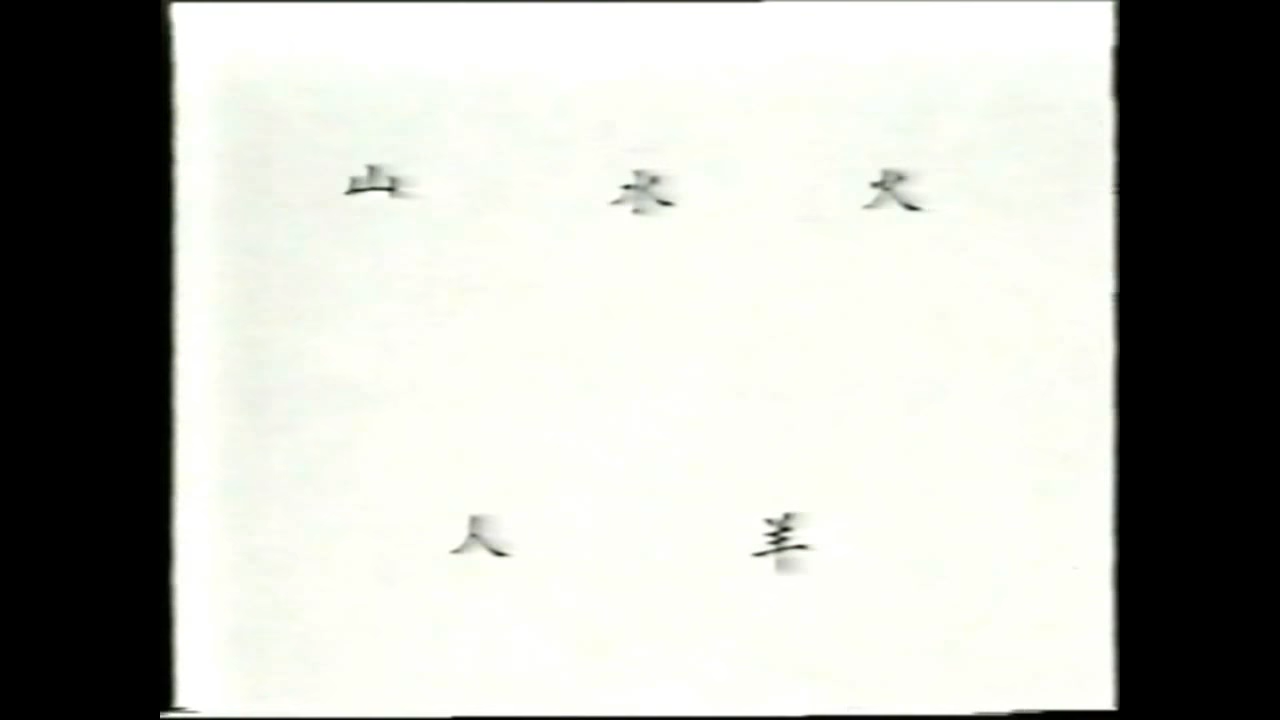 山 水 火
人 羊